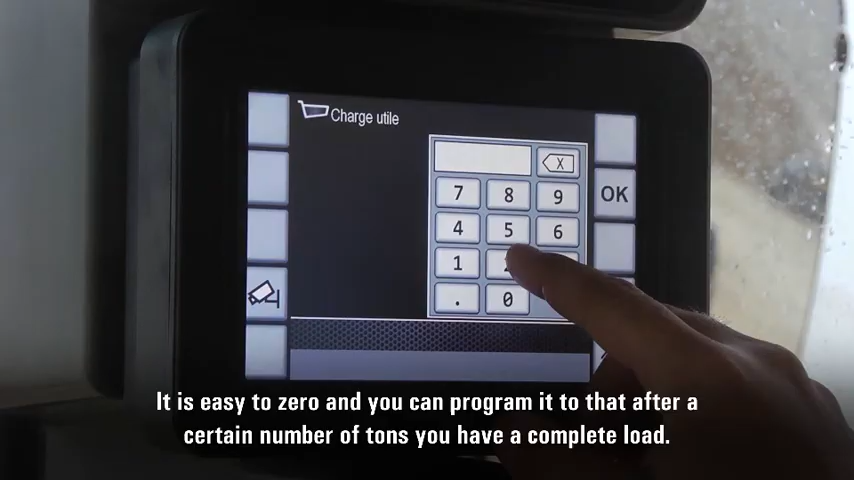 Charge utile
X
7 8 9
OK
4 5 6
1
. 0
It is easy to zero and you can program it to that after a
certain number of tons you have a complete load.